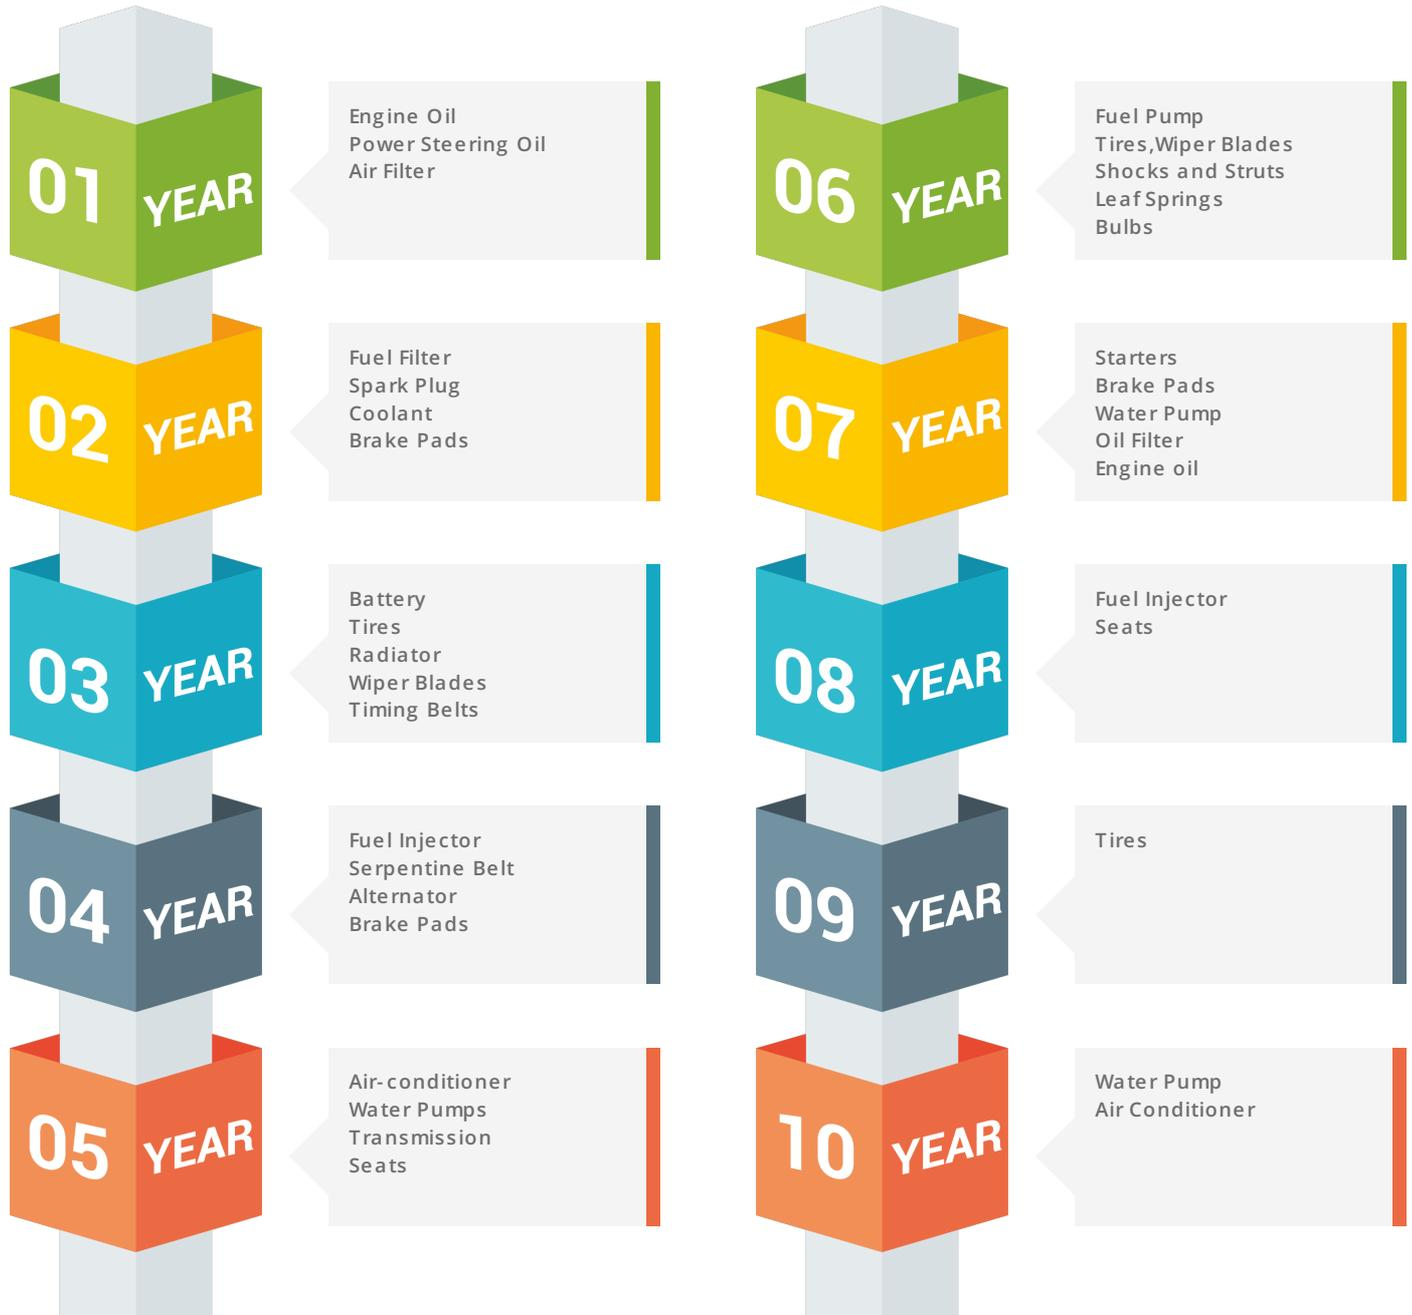 01 YEAR
Engine Oil
Power Steering Oil
Air Filter
02 YEAR
Fuel Filter
Spark Plug
Coolant
Brake Pads
03 YEAR
Battery
Tires
Radiator
Wiper Blades
Timing Belts
04 YEAR
Fuel Injector
Serpentine Belt
Alternator
Brake Pads
05 YEAR
Air-conditioner
Water Pumps
Transmission
Seats
06 YEAR
Fuel Pump
Tires,Wiper Blades
Shocks and Struts
Leaf Springs
Bulbs
07 YEAR
Starters
Brake Pads
Water Pump
Oil Filter
Engine oil
08 YEAR
Fuel Injector
Seats
09 YEAR
Tires
10 YEAR
Water Pump
Air Conditioner